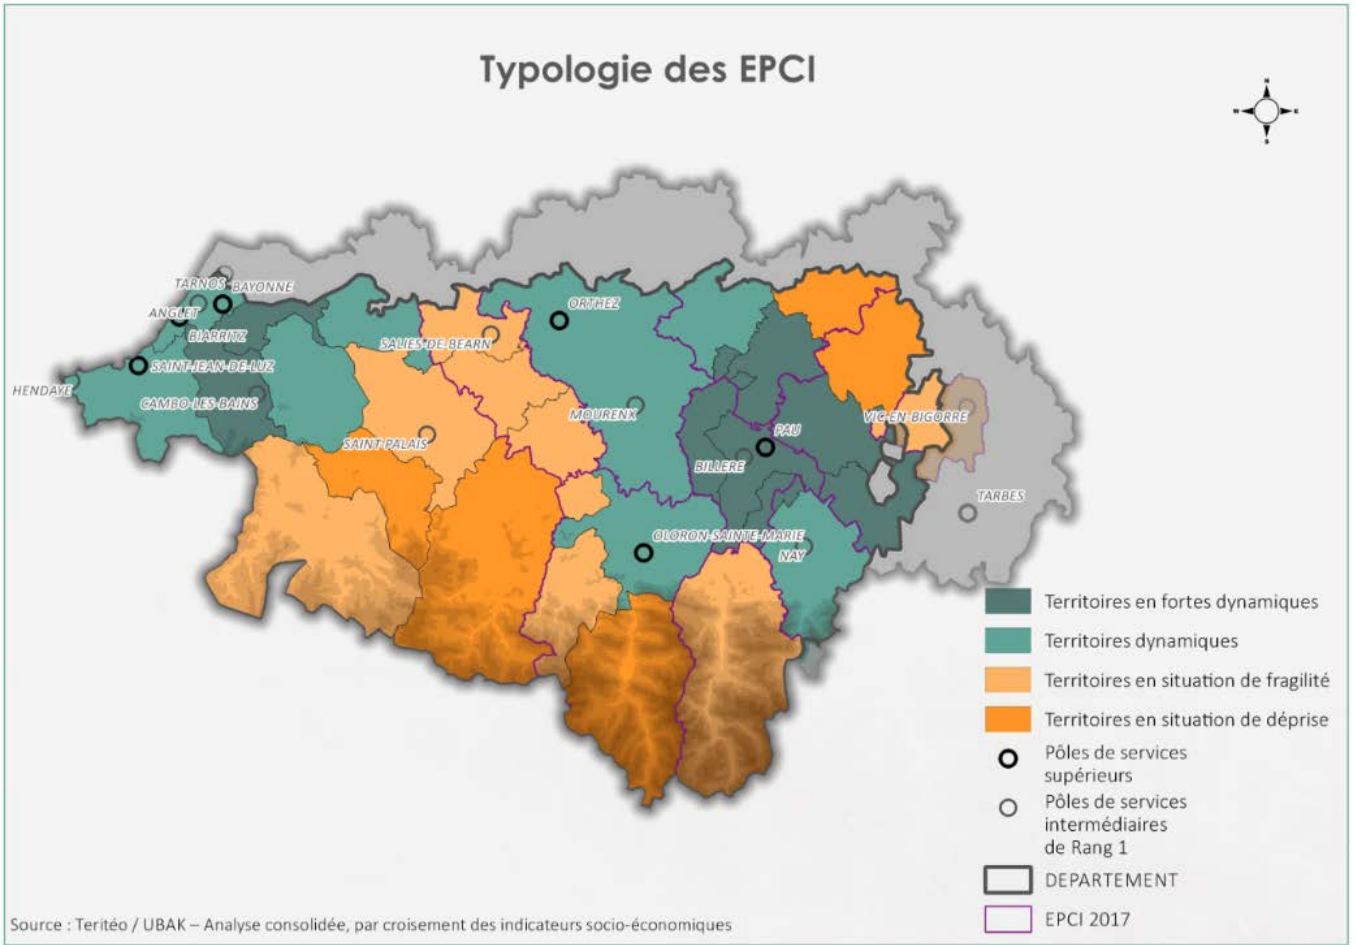 Typologie des EPCI
N
W
E
S
TARNOS
BAYONNE
ANGLET
BIARRITZ
SAINT-JEAN-DE-LUZ
HENDAYE
CAMBO-LES-BAINS
ORTHEZ
SALIES-DE-BEARN
SAINT-PALAIS
MOURENX
VIC-EN-BIGORRE
PAU
BILLERE
TARBES
OLORON-SAINTE-MARIE
NAY
Territoires en fortes dynamiques
Territoires dynamiques
Territoires en situation de fragilité
Territoires en situation de déprise
Pôles de services
supérieurs
Pôles de services
intermédiaires
de Rang 1
DEPARTEMENT
EPCI 2017
Source : Teritéo / UBAK – Analyse consolidée, par croisement des indicateurs socio-économiques